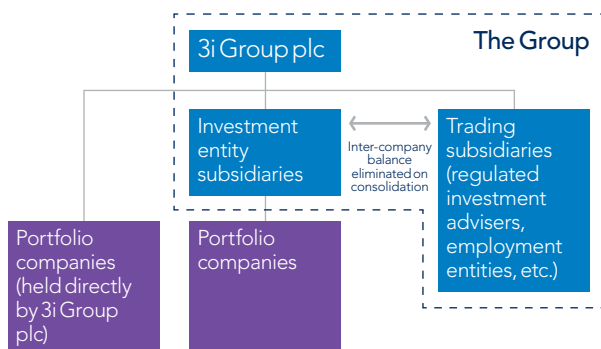 3i Group plc
The Group
Investment
entity
subsidiaries
Inter-company
balance
eliminated on
consolidation
Trading
subsidiaries
(regulated
investment
advisers,
employment
entities, etc.)
Portfolio
companies
(held directly
by 3i Group
plc)
Portfolio
companies